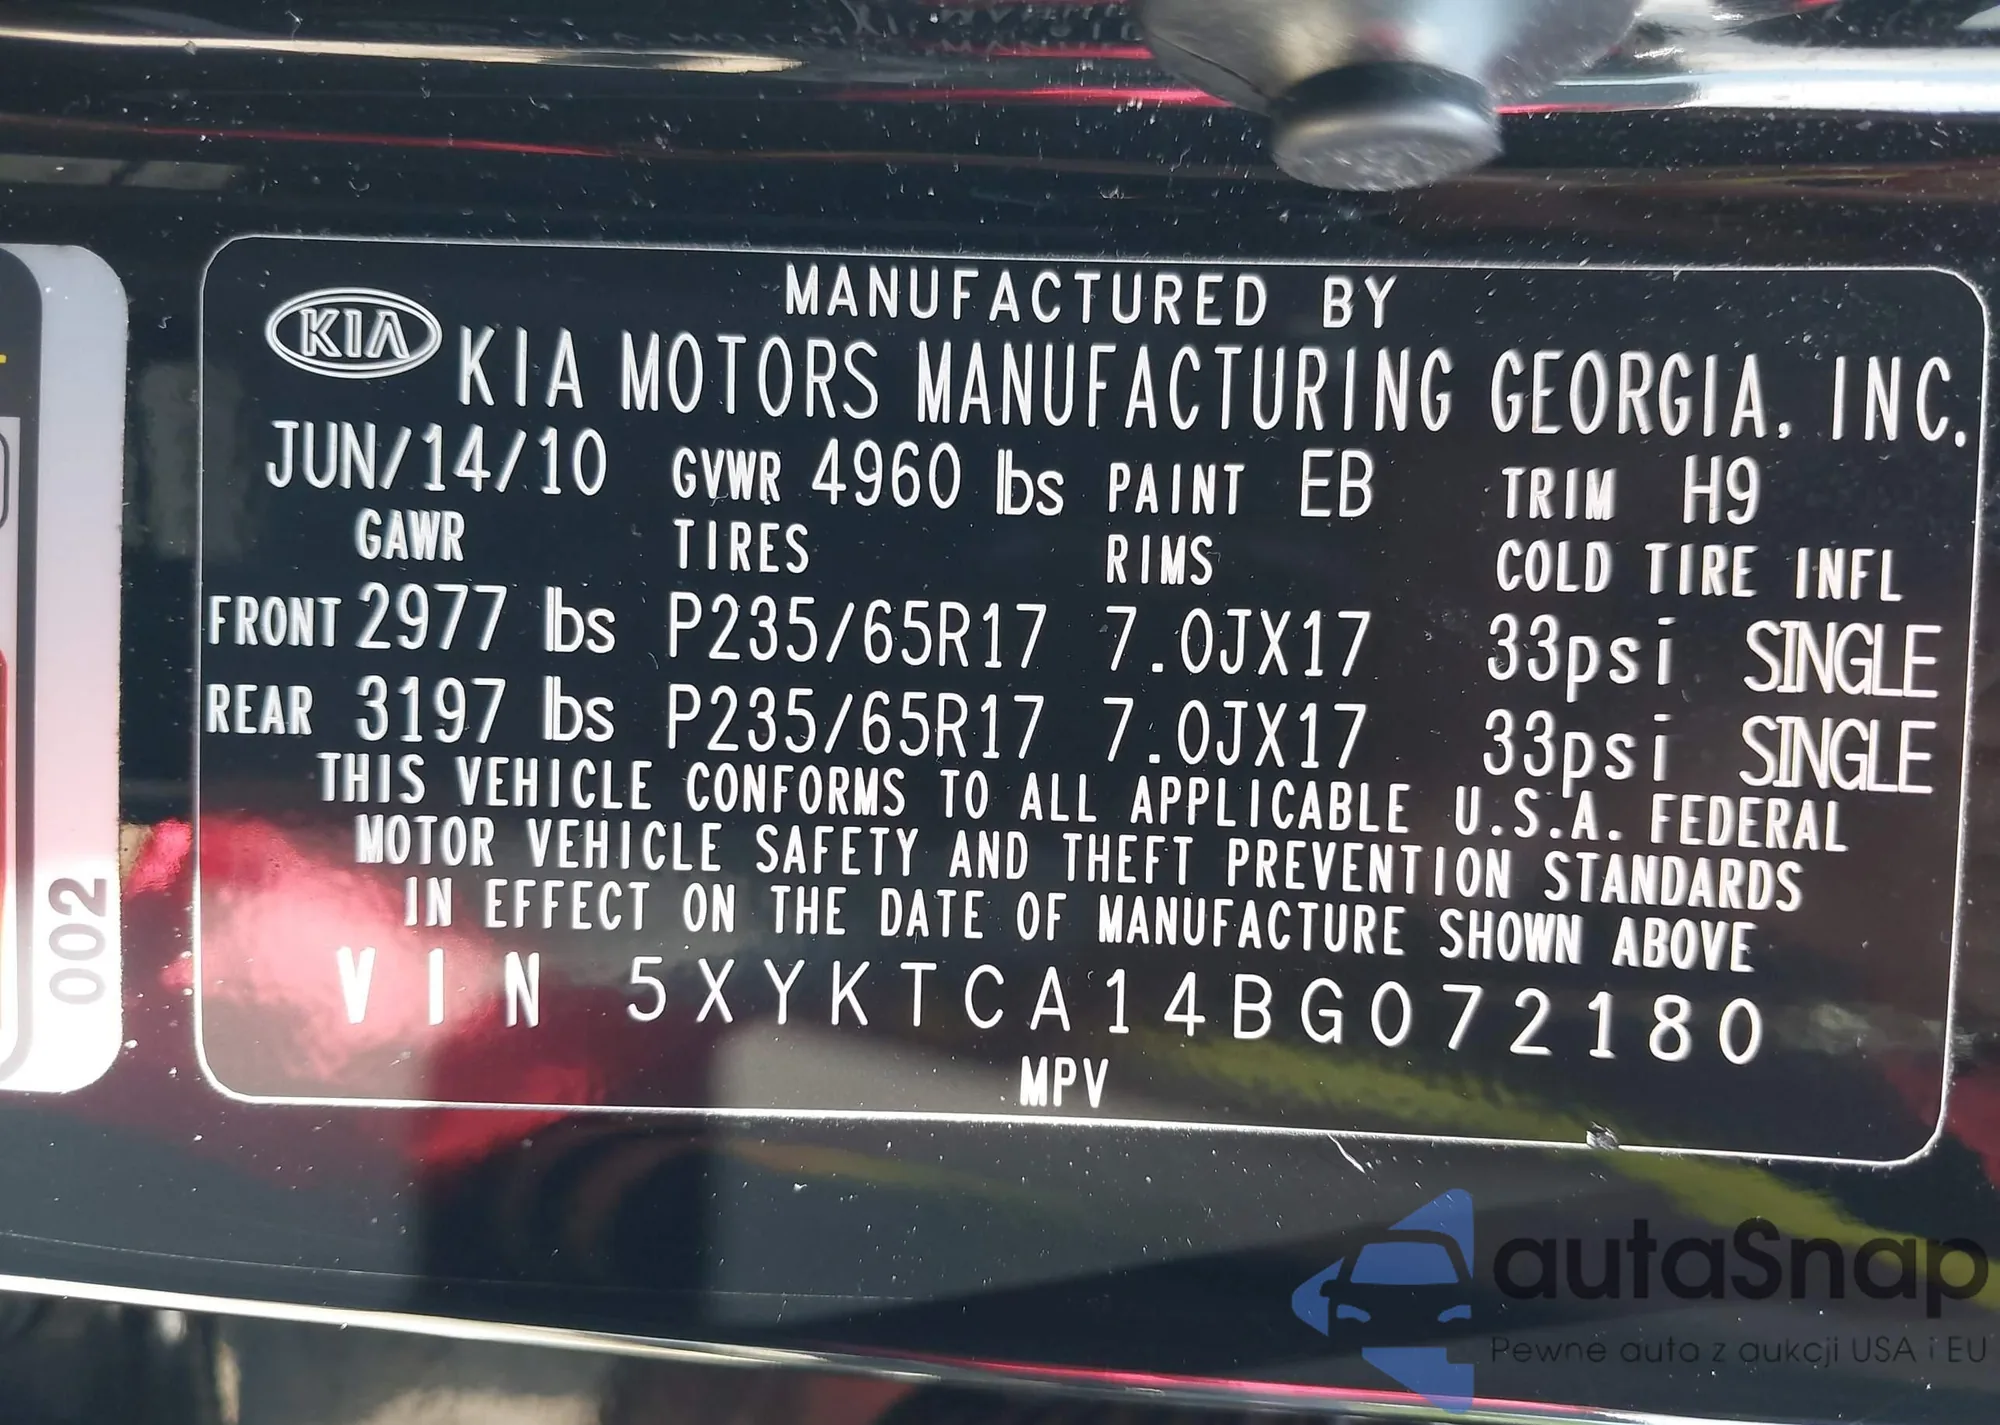 MANUFACTURED BY
KIA KIA MOTORS MANUFACTURING GEORGIA, INC.
JUN/14/10 GVWR 4960 lbs PAINT EB TRIM H9
GAWR TIRES RIMS COLD TIRE INFL
FRONT 2977 lbs P235/65R17 7.0JX17 33psi SINGLE
REAR 3197 lbs P235/65R17 7.0JX17 33psi SINGLE
THIS VEHICLE CONFORMS TO ALL APPLICABLE U.S.A. FEDERAL
MOTOR VEHICLE SAFETY AND THEFT PREVENTION STANDARDS
IN EFFECT ON THE DATE OF MANUFACTURE SHOWN ABOVE
VIN 5XYKTCA14BG072180
MPV
002
autaSnap
Pewne auta z aukcji USA i EU